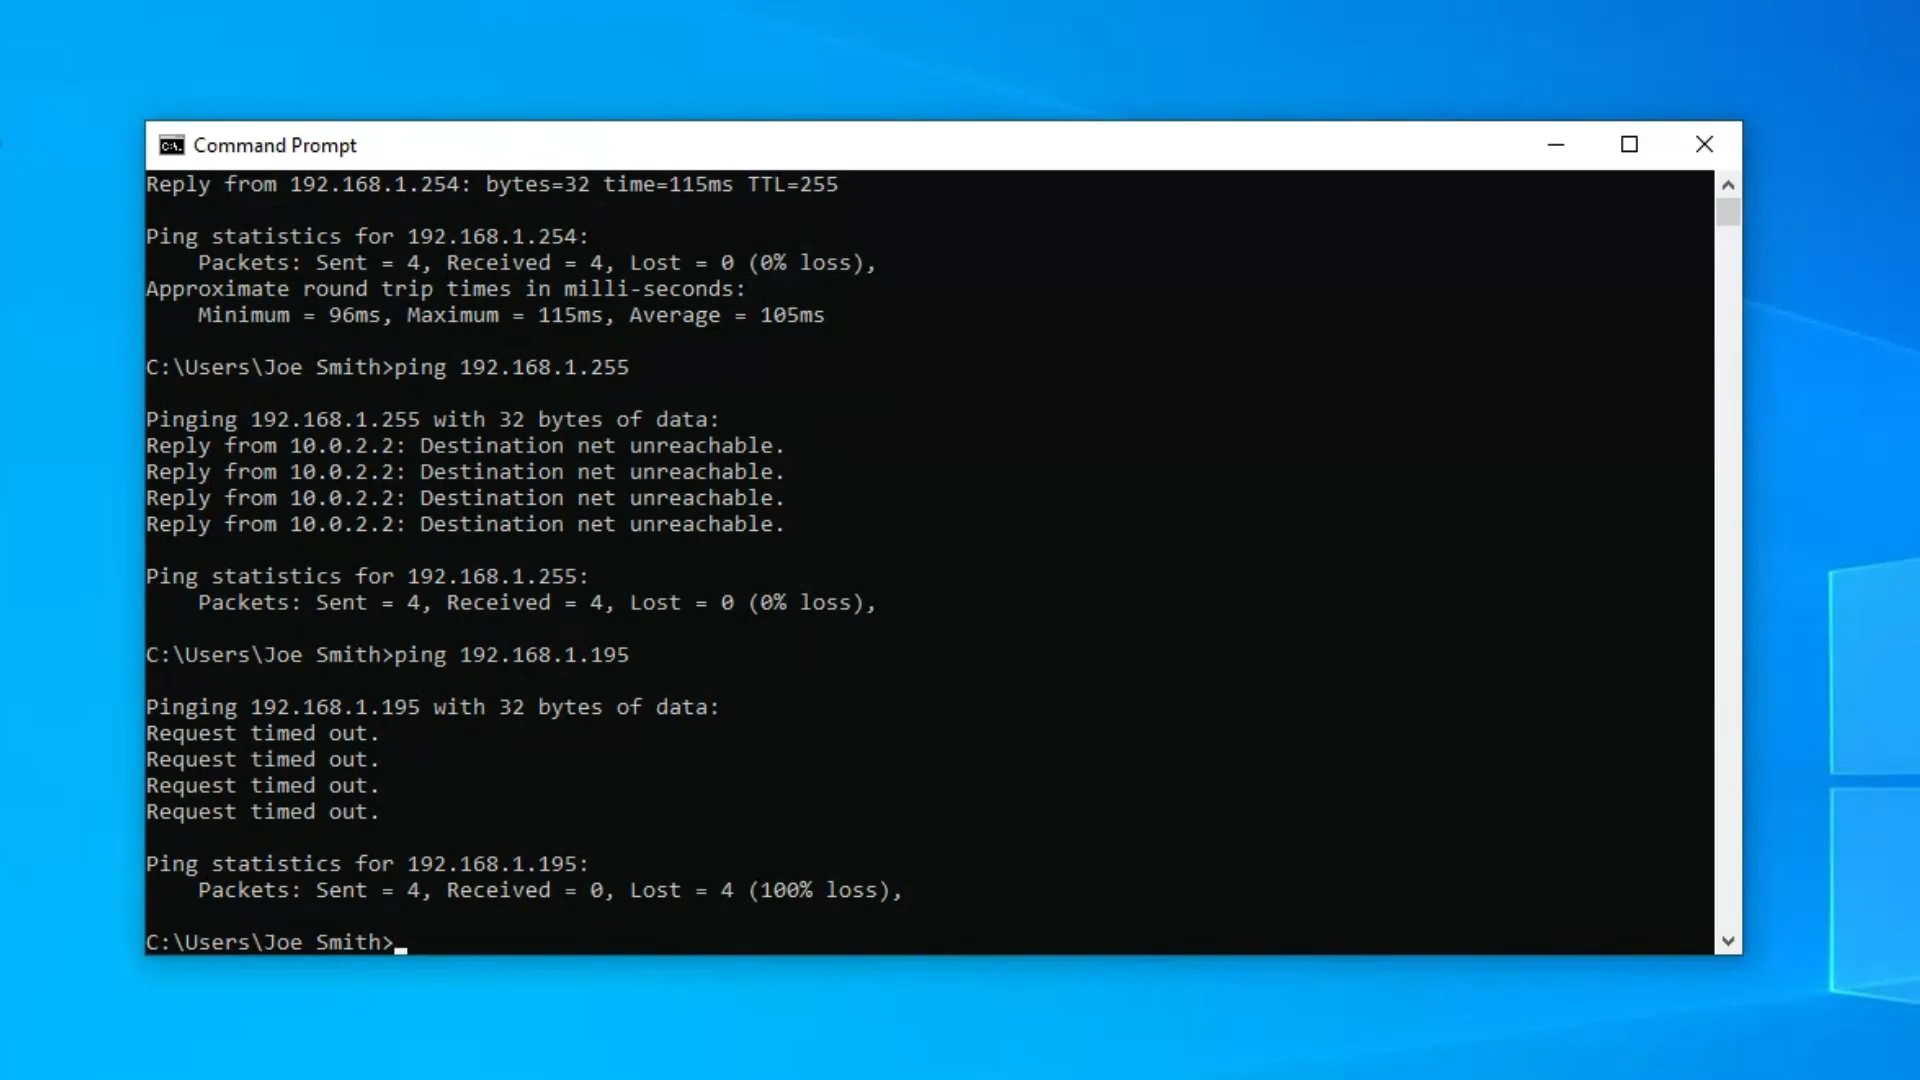 Command Prompt
Reply from 192.168.1.254: bytes=32 time=115ms TTL=255
Ping statistics for 192.168.1.254:
    Packets: Sent = 4, Received = 4, Lost = 0 (0% loss),
Approximate round trip times in milli-seconds:
    Minimum = 96ms, Maximum = 115ms, Average = 105ms
C:\Users\Joe Smith>ping 192.168.1.255
Pinging 192.168.1.255 with 32 bytes of data:
Reply from 10.0.2.2: Destination net unreachable.
Reply from 10.0.2.2: Destination net unreachable.
Reply from 10.0.2.2: Destination net unreachable.
Reply from 10.0.2.2: Destination net unreachable.
Ping statistics for 192.168.1.255:
    Packets: Sent = 4, Received = 4, Lost = 0 (0% loss),
C:\Users\Joe Smith>ping 192.168.1.195
Pinging 192.168.1.195 with 32 bytes of data:
Request timed out.
Request timed out.
Request timed out.
Request timed out.
Ping statistics for 192.168.1.195:
    Packets: Sent = 4, Received = 0, Lost = 4 (100% loss),
C:\Users\Joe Smith>